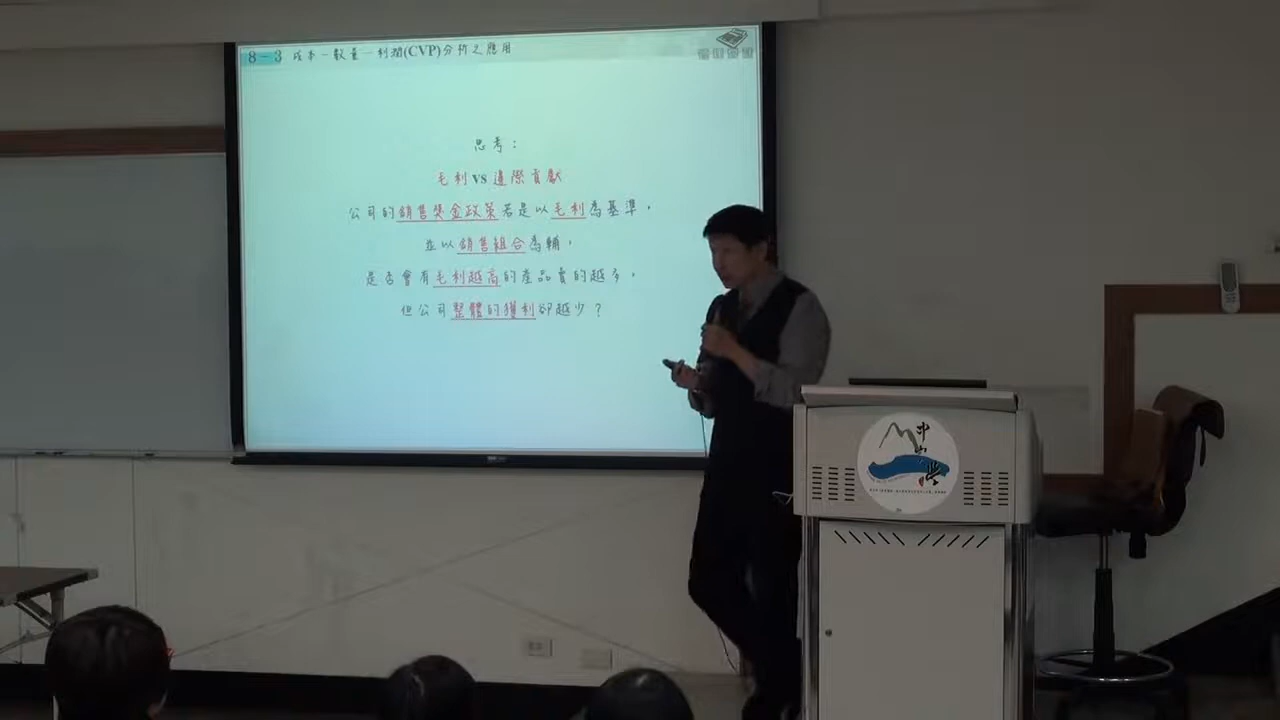 8－3 成本－數量－利潤(CVP)分析之應用
思考：
毛利 vs 邊際貢獻
公司的銷售獎金政策若是以毛利為基準，
並以銷售組合為輔，
是否會有毛利越高的產品賣的越多，
但公司整體的獲利卻越少？
中山學